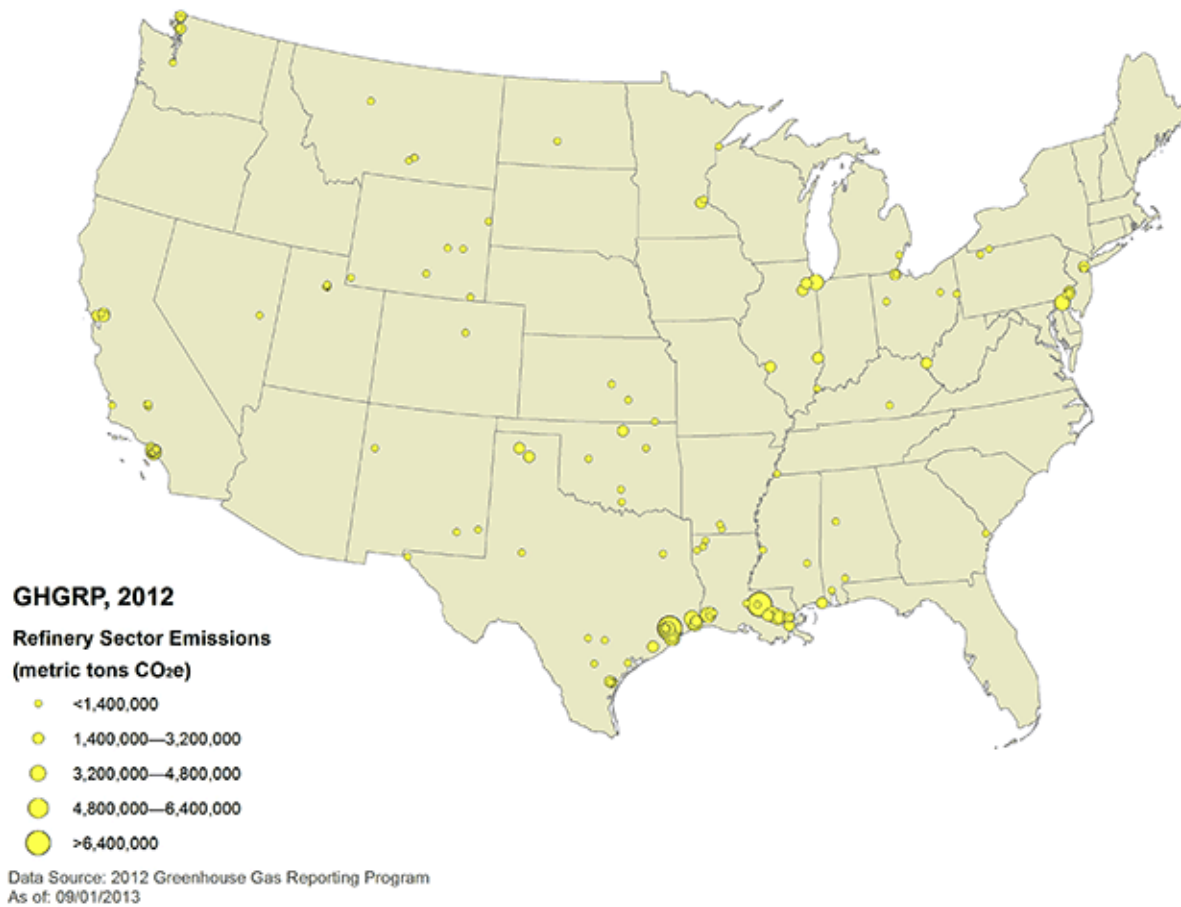 GHGRP, 2012
Refinery Sector Emissions
(metric tons CO₂e)
<1,400,000
1,400,000—3,200,000
3,200,000—4,800,000
4,800,000—6,400,000
>6,400,000
Data Source: 2012 Greenhouse Gas Reporting Program
As of: 09/01/2013